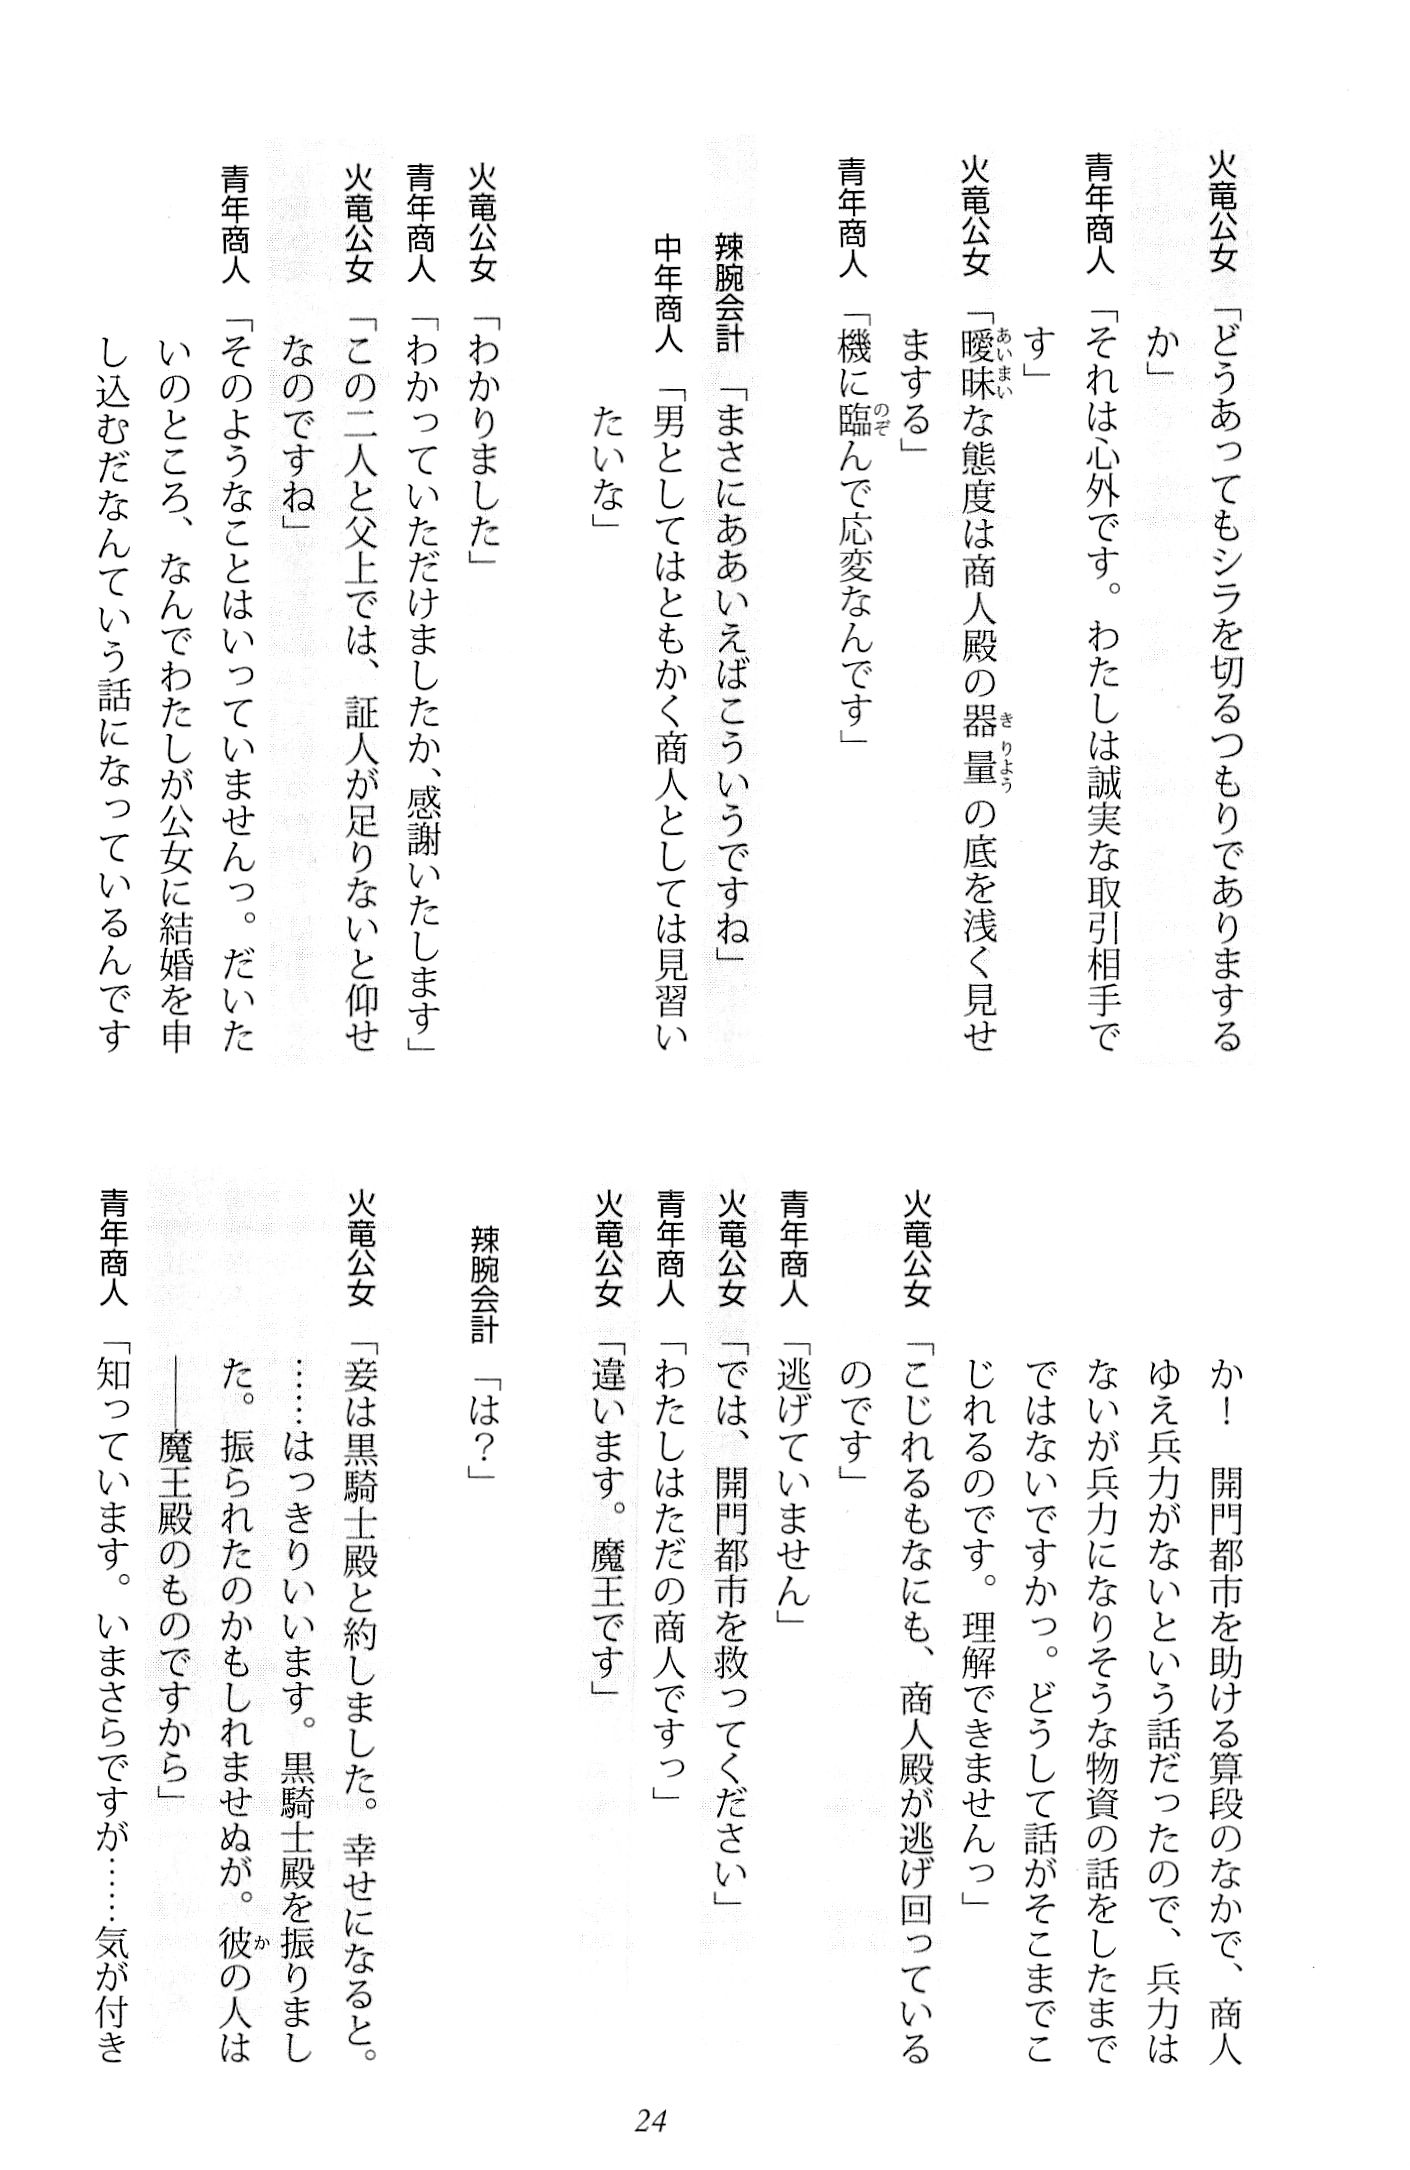 火竜公女「どうあってもシラを切るつもりでありまする
か」
青年商人「それは心外です。わたしは誠実な取引相手で
す」
火竜公女「曖昧な態度は商人殿の器量の底を浅く見せ
まする」
青年商人「機に臨んで応変なんです」
辣腕会計「まさにああいえばこういうですね」
中年商人「男としてはともかく商人としては見習い
たいな」
火竜公女「わかりました」
青年商人「わかっていただけましたか、感謝いたします」
火竜公女「この二人と父上では、証人が足りないと仰せ
なのですね」
青年商人「そのようなことはいっていませんっ。だいた
いのところ、なんでわたしが公女に結婚を申
し込むだなんていう話になっているんです
か！　開門都市を助ける算段のなかで、商人
ゆえ兵力がないという話だったので、兵力は
ないが兵力になりそうな物資の話をしたまで
ではないですかっ。どうして話がそこまでこ
じれるのです。理解できませんっ」
火竜公女「こじれるもなにも、商人殿が逃げ回っている
のです」
青年商人「逃げていません」
火竜公女「では、開門都市を救ってください」
青年商人「わたしはただの商人ですっ」
火竜公女「違います。魔王です」
辣腕会計「は？」
火竜公女「妾は黒騎士殿と約しました。幸せになると。
……はっきりいいます。黒騎士殿を振りまし
た。振られたのかもしれませぬが。彼の人は
――魔王殿のものですから」
青年商人「知っています。いまさらですが……気が付き
24